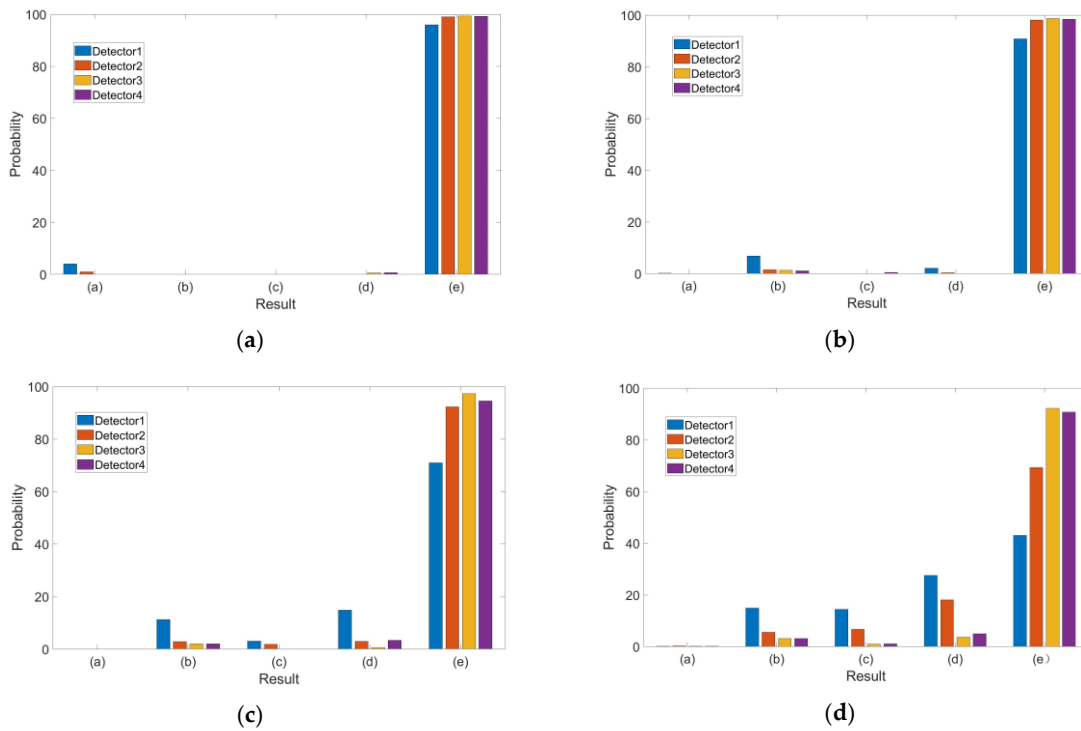 100
80
60
40
20
0
Probability
Detector1
Detector2
Detector3
Detector4
(a) (b) (c) (d) (e)
Result
(a)
100
80
60
40
20
0
Probability
Detector1
Detector2
Detector3
Detector4
(a) (b) (c) (d) (e)
Result
(b)
100
80
60
40
20
0
Probability
Detector1
Detector2
Detector3
Detector4
(a) (b) (c) (d) (e)
Result
(c)
100
80
60
40
20
0
Probability
Detector1
Detector2
Detector3
Detector4
(a) (b) (c) (d) (e）
Result
(d)